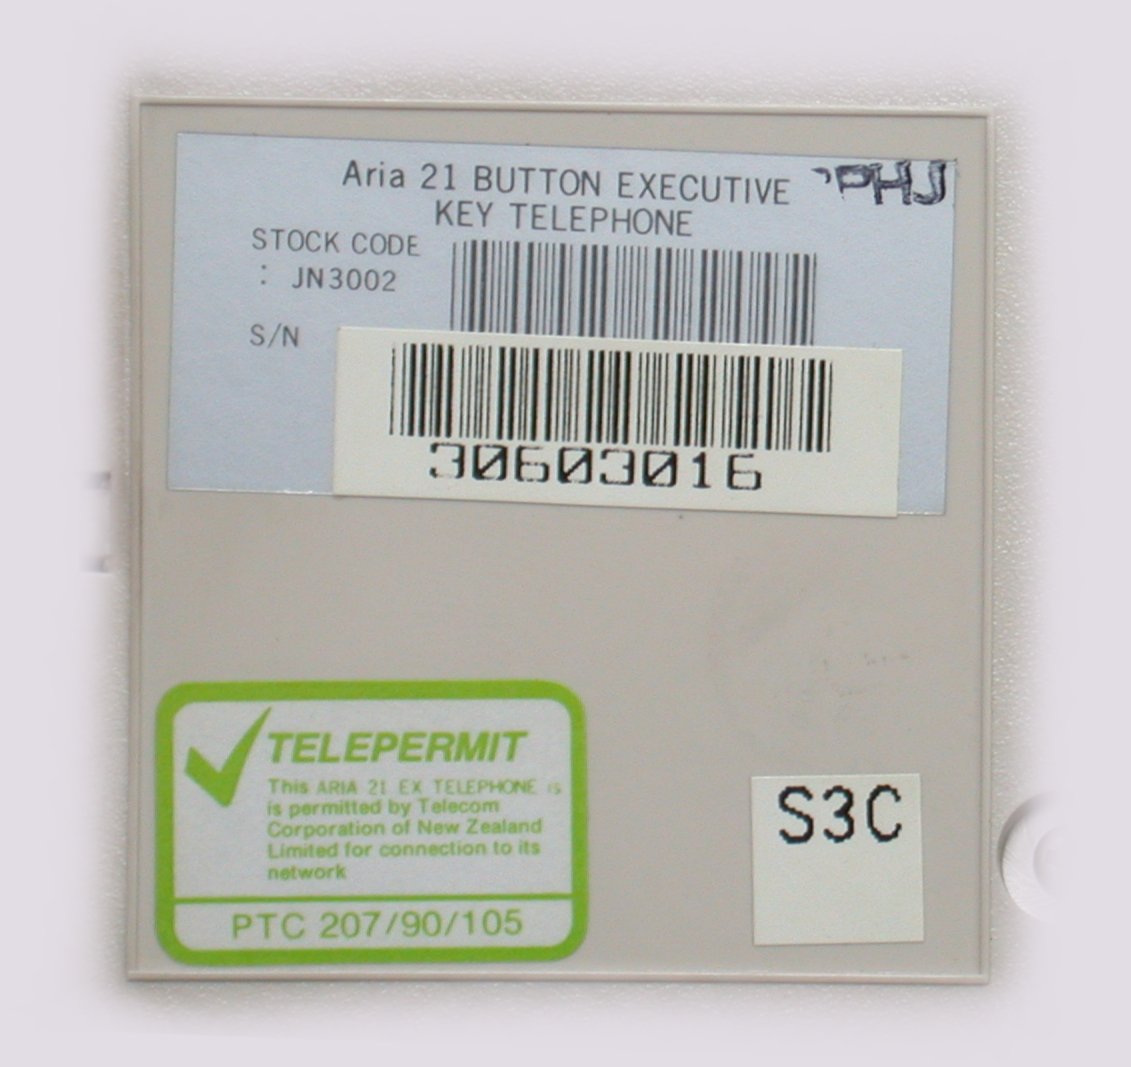 Aria 21 BUTTON EXECUTIVE
KEY TELEPHONE
PHJ
STOCK CODE
: JN3002
S/N
30603016
TELEPERMIT
This ARIA 21 EX TELEPHONE is
is permitted by Telecom
Corporation of New Zealand
Limited for connection to its
network
PTC 207/90/105
S3C